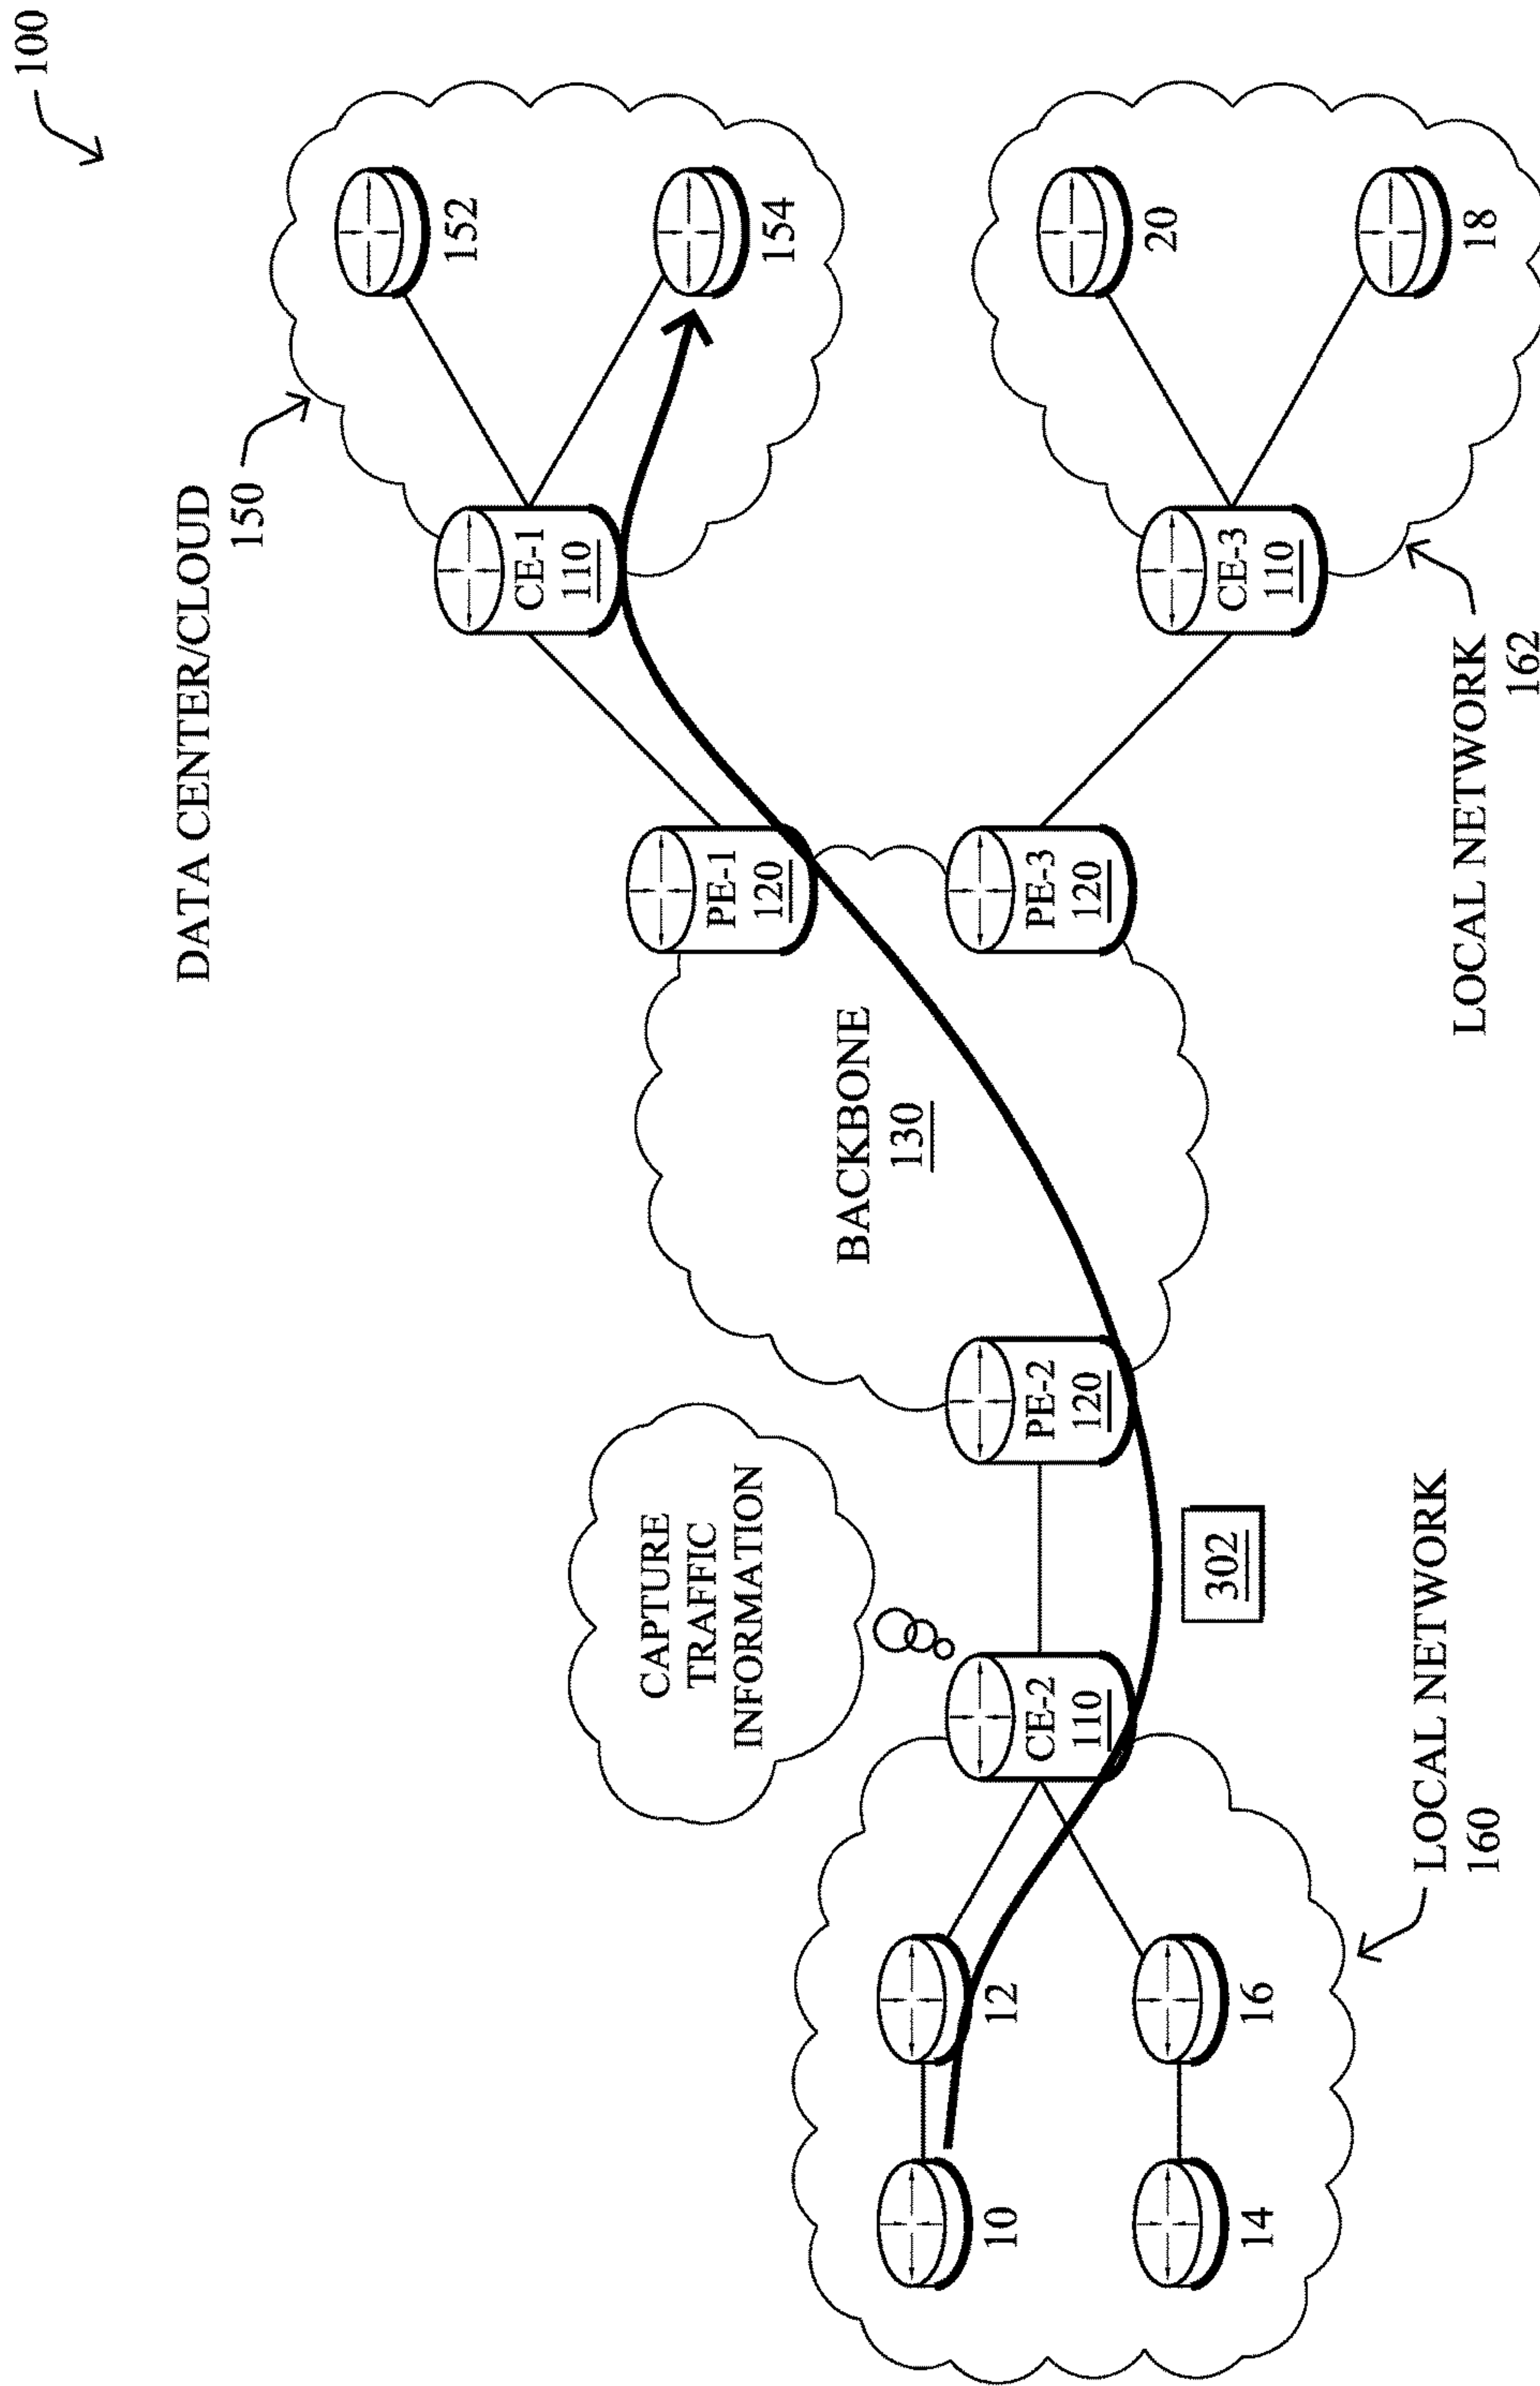 100
DATA CENTER/CLOUD
150
152
154
CE-1
110
PE-1
120
BACKBONE
130
CAPTURE
TRAFFIC
INFORMATION
10
12
CE-2
110
PE-2
120
PE-3
120
CE-3
110
20
18
14
16
302
LOCAL NETWORK
160
LOCAL NETWORK
162